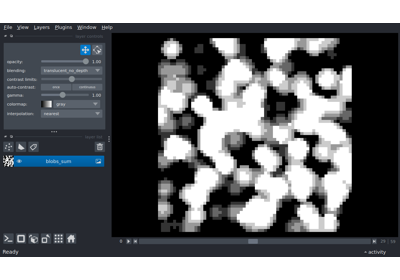 File View Layers Plugins Window Help
opacity: 1.00
blending: translucent_no_depth
contrast limits:
auto-contrast: once continuous
gamma: 1.00
colormap: gray
interpolation: nearest
blobs_sum
Ready
activity